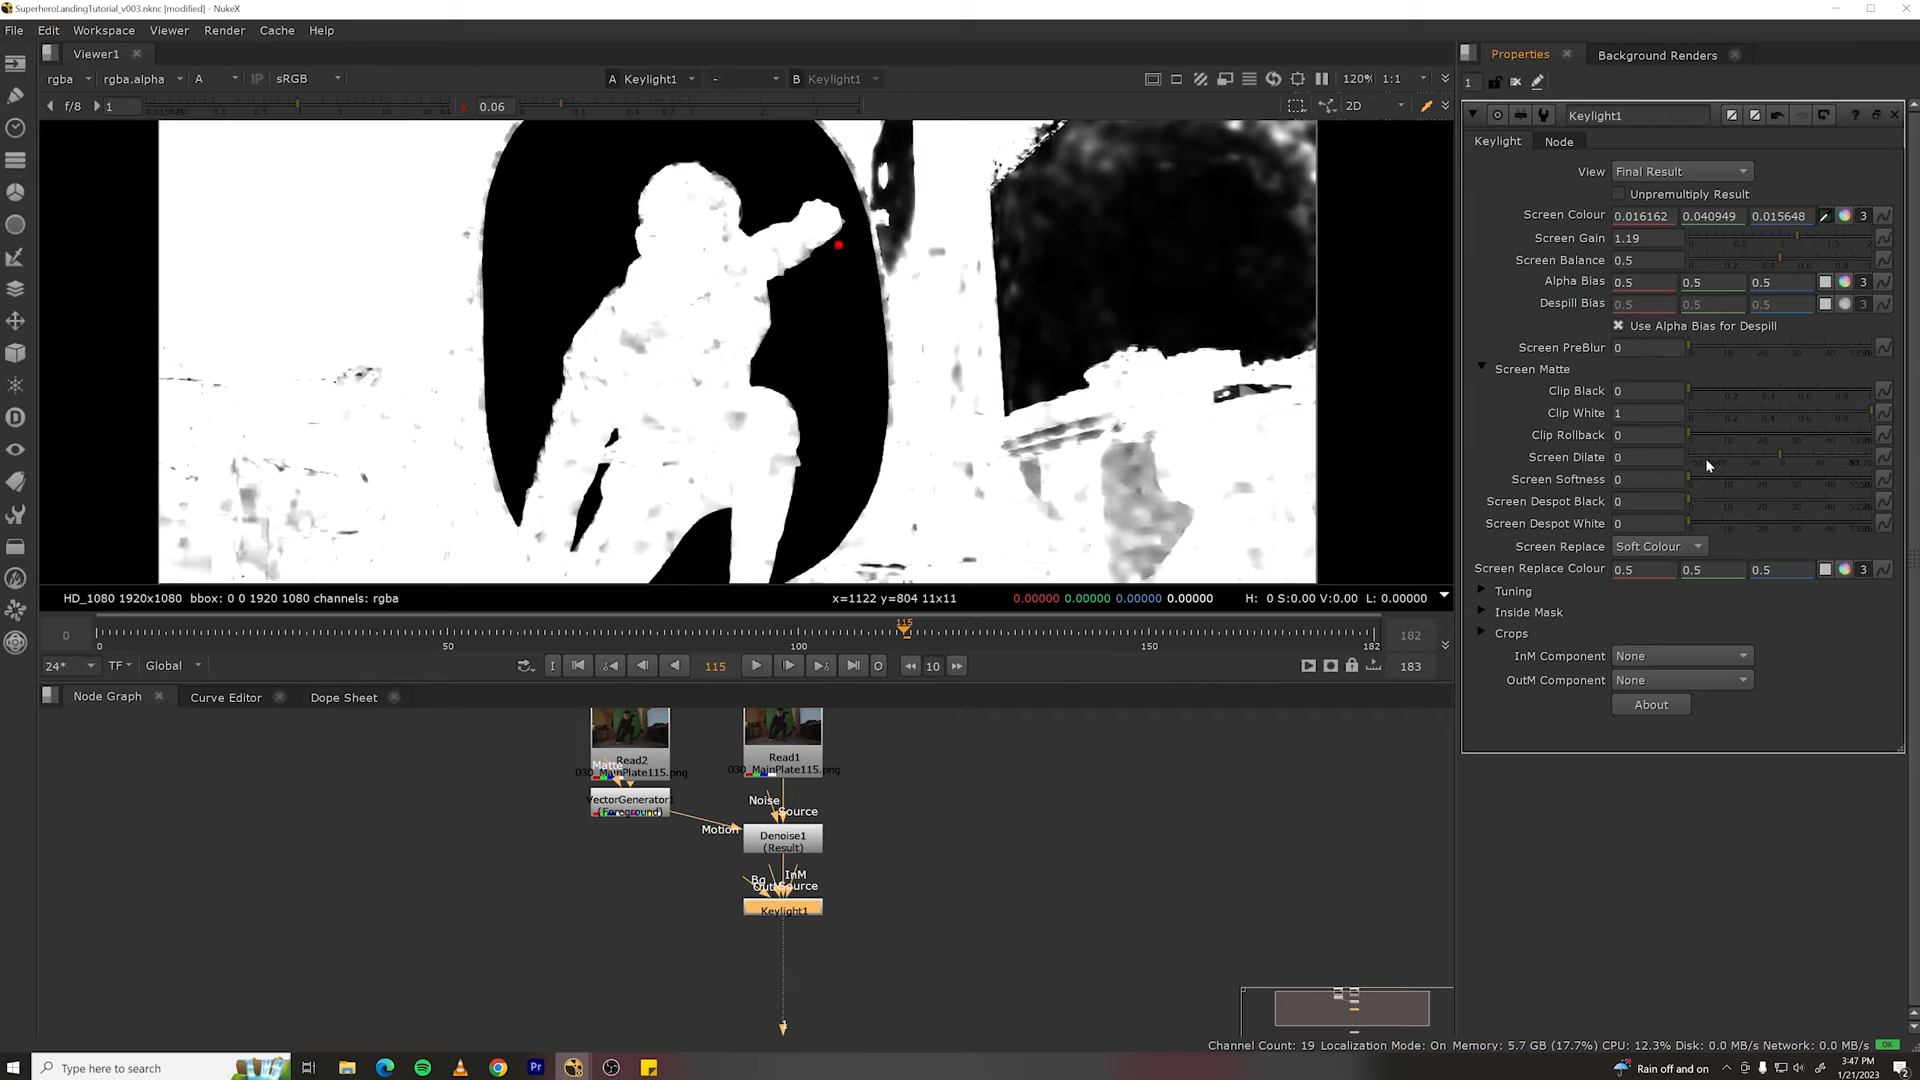 SuperheroLandingTutorial_v003.nknc [modified] - NukeX
File Edit Workspace Viewer Render Cache Help
Viewer1
rgba rgba.alpha A IP sRGB A Keylight1 - B Keylight1 120% 1:1
f/8 1 0.06 2D
HD_1080 1920x1080 bbox: 0 0 1920 1080 channels: rgba x=1122 y=804 11x11 0.00000 0.00000 0.00000 0.00000 H: 0 S:0.00 V:0.00 L: 0.00000
0 115 182
0 50 100 150 182
24* TF Global I 115 O 10 183
Node Graph Curve Editor Dope Sheet
Read2
030_MainPlate115.png
Matte
VectorGenerator1
(Foreground)
Read1
030_MainPlate115.png
Noise
Source
Motion
Denoise1
(Result)
Bg
InM
Source
Keylight1
Properties Background Renders
1
Keylight1
Keylight Node
View Final Result
Unpremultiply Result
Screen Colour 0.016162 0.040949 0.015648 3
Screen Gain 1.19
Screen Balance 0.5
Alpha Bias 0.5 0.5 0.5 3
Despill Bias 0.5 0.5 0.5 3
Use Alpha Bias for Despill
Screen PreBlur 0
Screen Matte
Clip Black 0
Clip White 1
Clip Rollback 0
Screen Dilate 0
Screen Softness 0
Screen Despot Black 0
Screen Despot White 0
Screen Replace Soft Colour
Screen Replace Colour 0.5 0.5 0.5 3
Tuning
Inside Mask
Crops
InM Component None
OutM Component None
About
Channel Count: 19 Localization Mode: On Memory: 5.7 GB (17.7%) CPU: 12.3% Disk: 0.0 MB/s Network: 0.0 MB/s OK
Type here to search
Pr
Rain off and on
3:47 PM
1/21/2023
2